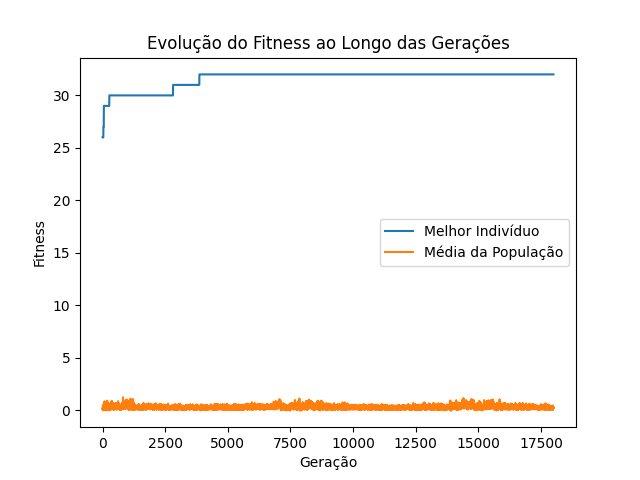 Evolução do Fitness ao Longo das Gerações
Fitness
30
25
20
15
10
5
0
Melhor Indivíduo
Média da População
0 2500 5000 7500 10000 12500 15000 17500
Geração